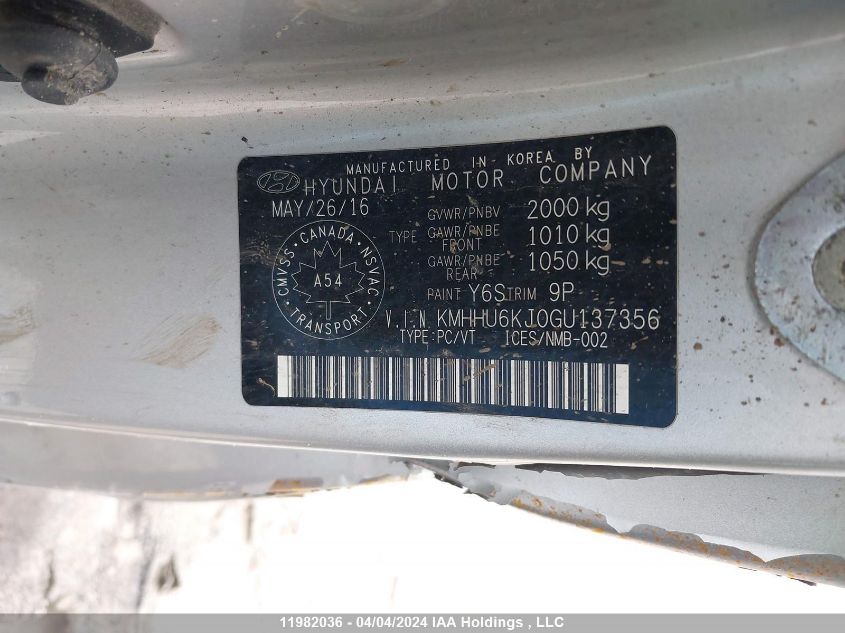 MANUFACTURED IN KOREA BY
HYUNDAI MOTOR COMPANY
MAY/26/16
GVWR/PNBV 2000 kg
TYPE GAWR/PNBE FRONT 1010 kg
GAWR/PNBE REAR 1050 kg
CMVSS · CANADA · NSVAC · TRANSPORT ·
A54
PAINT Y6S TRIM 9P
V.I.N KMHHU6KJ0GU137356
TYPE:PC/VT ICES/NMB-002
11982036 - 04/04/2024 IAA Holdings , LLC